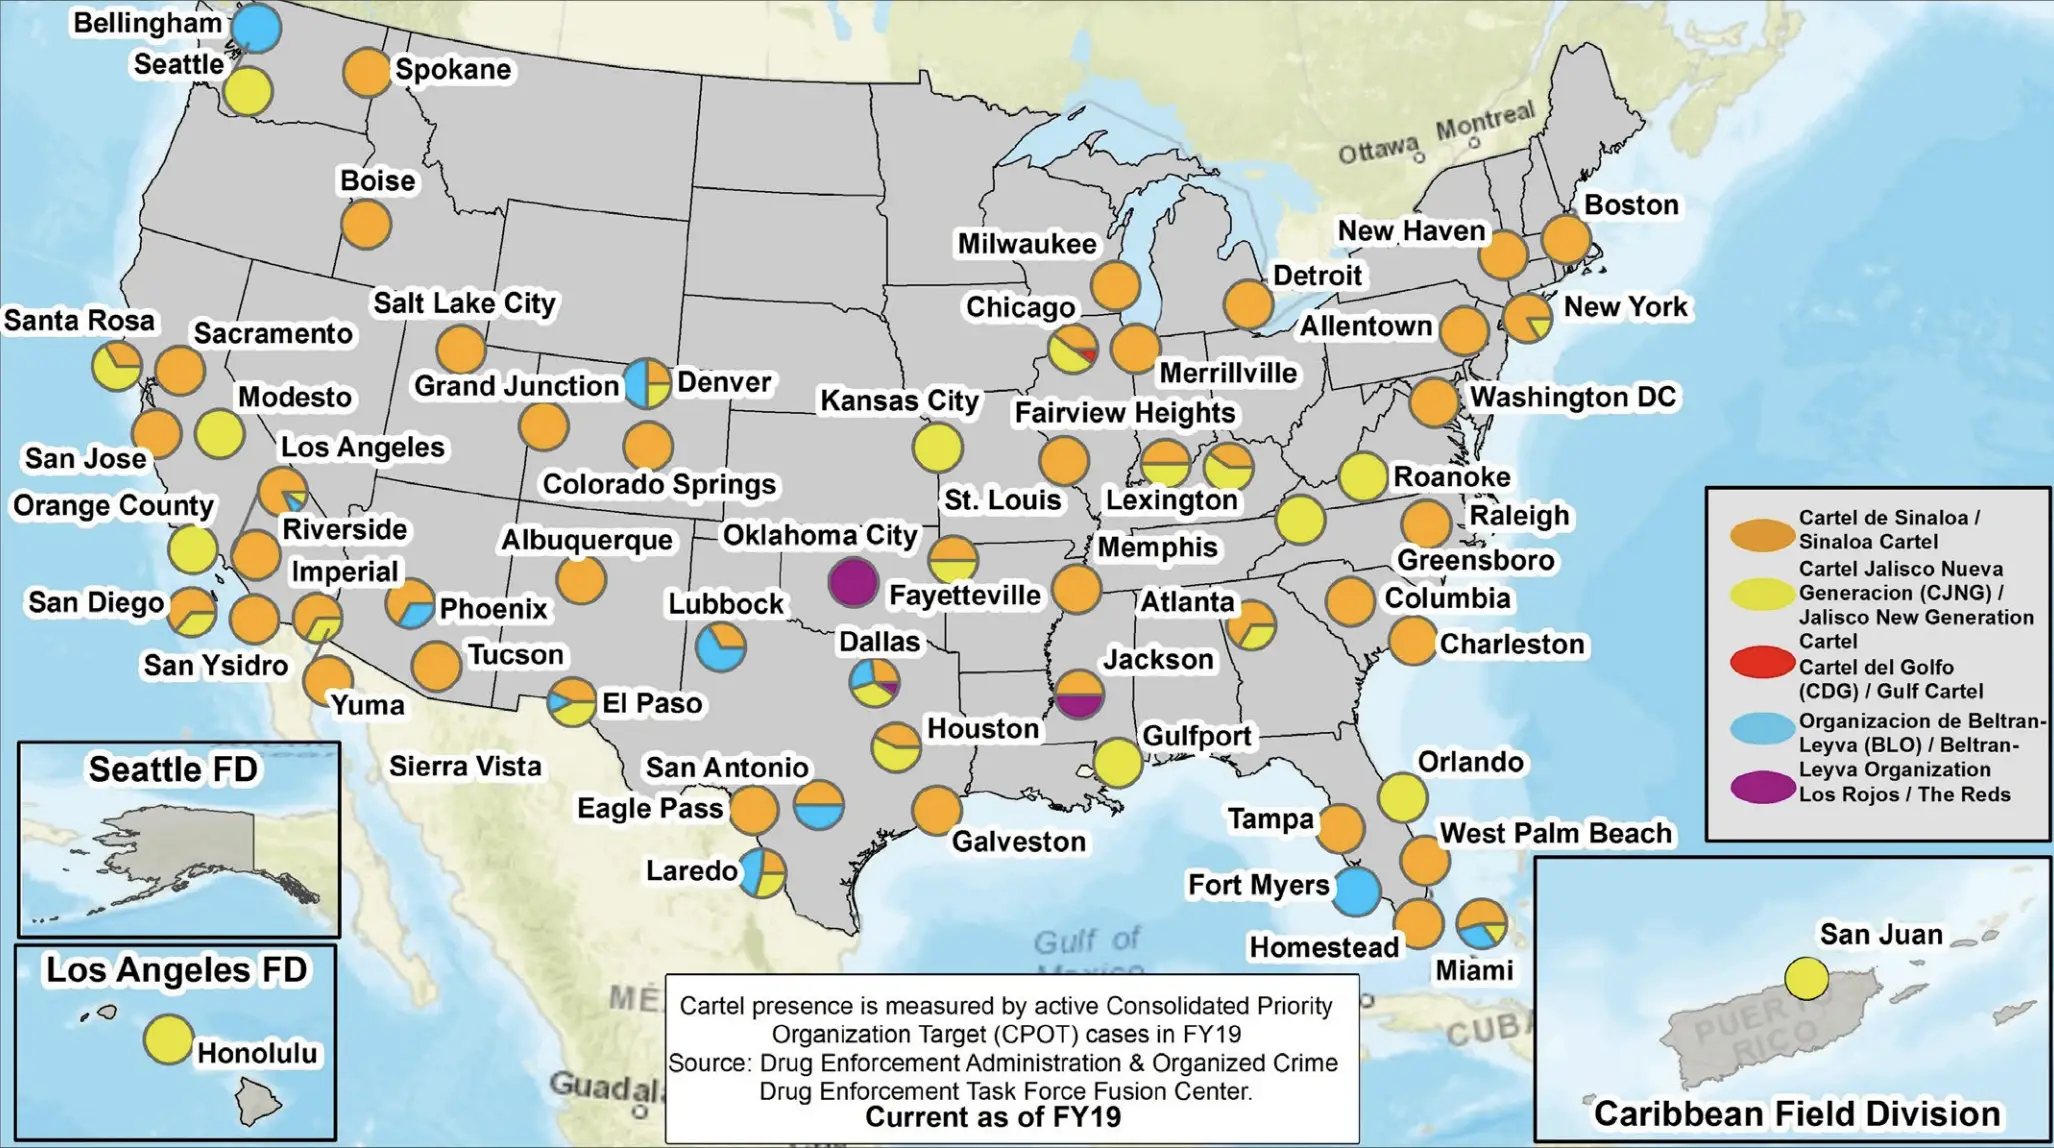 Bellingham
Seattle
Spokane
Ottawa
Montreal
Boise
Boston
New Haven
Milwaukee
Detroit
Salt Lake City
Chicago
New York
Santa Rosa
Sacramento
Allentown
Merrillville
Grand Junction
Denver
Modesto
Kansas City
Fairview Heights
Washington DC
Los Angeles
San Jose
Colorado Springs
St. Louis
Lexington
Roanoke
Orange County
Riverside
Albuquerque
Oklahoma City
Memphis
Raleigh
Greensboro
Imperial
San Diego
Phoenix
Lubbock
Fayetteville
Atlanta
Columbia
Dallas
Charleston
San Ysidro
Tucson
Jackson
Yuma
El Paso
Houston
Gulfport
Sierra Vista
San Antonio
Orlando
Eagle Pass
Galveston
Tampa
West Palm Beach
Laredo
Fort Myers
Homestead
Miami
Gulf of
Mexico
CUBA
Guadala
Cartel de Sinaloa /
Sinaloa Cartel
Cartel Jalisco Nueva
Generacion (CJNG) /
Jalisco New Generation
Cartel
Cartel del Golfo
(CDG) / Gulf Cartel
Organizacion de Beltran-
Leyva (BLO) / Beltran-
Leyva Organization
Los Rojos / The Reds
Seattle FD
Los Angeles FD
Honolulu
Cartel presence is measured by active Consolidated Priority
Organization Target (CPOT) cases in FY19
Source: Drug Enforcement Administration & Organized Crime
Drug Enforcement Task Force Fusion Center.
Current as of FY19
San Juan
PUERTO
RICO
Caribbean Field Division